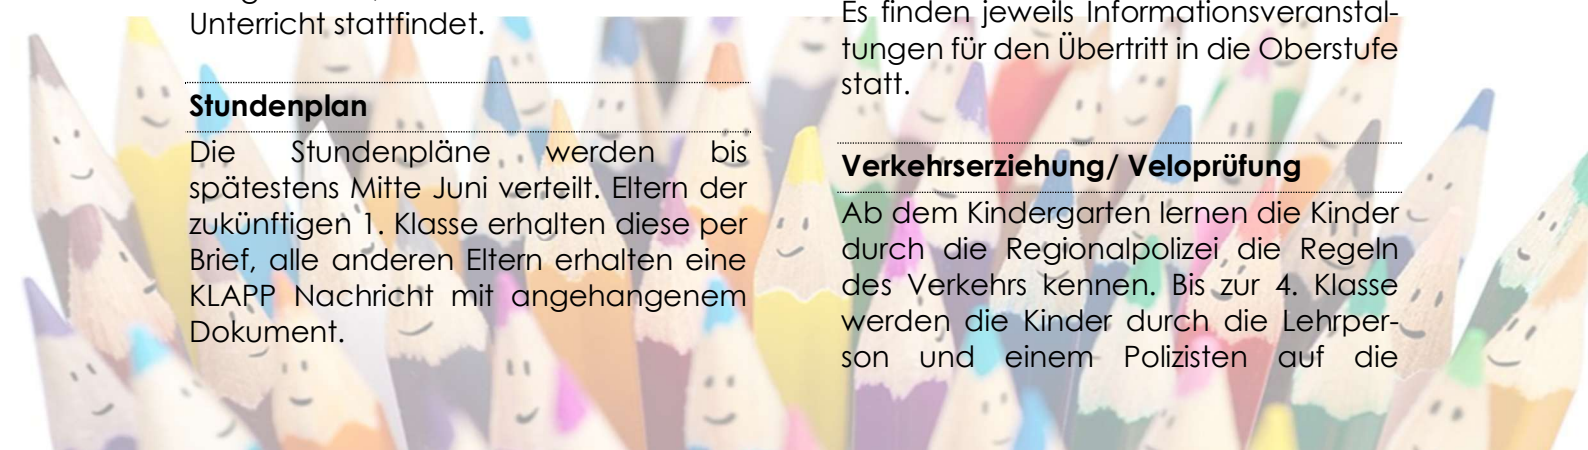 Unterricht stattfindet.
Stundenplan
Die Stundenpläne werden bis
spätestens Mitte Juni verteilt. Eltern der
zukünftigen 1. Klasse erhalten diese per
Brief, alle anderen Eltern erhalten eine
KLAPP Nachricht mit angehangenem
Dokument.
Es finden jeweils Informationsveranstal-
tungen für den Übertritt in die Oberstufe
statt.
Verkehrserziehung/ Veloprüfung
Ab dem Kindergarten lernen die Kinder
durch die Regionalpolizei die Regeln
des Verkehrs kennen. Bis zur 4. Klasse
werden die Kinder durch die Lehrper-
son und einem Polizisten auf die